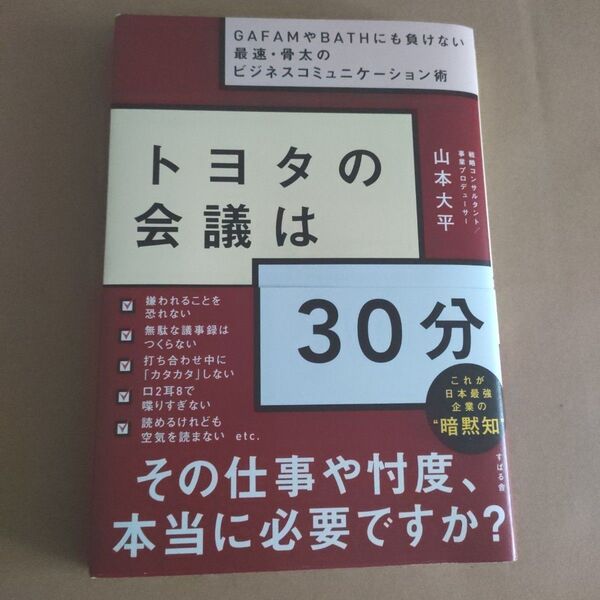 GAFAMやBATHにも負けない
最速・骨太の
ビジネスコミュニケーション術
トヨタの
会議は
30分
戦略コンサルタント/
事業プロデューサー
山本大平
嫌われることを
恐れない
無駄な議事録は
つくらない
打ち合わせ中に
「カタカタ」しない
口2耳8で
喋りすぎない
読めるけれども
空気を読まない etc.
これが
日本最強
企業の
"暗黙知"
すばる舎
その仕事や忖度、
本当に必要ですか?